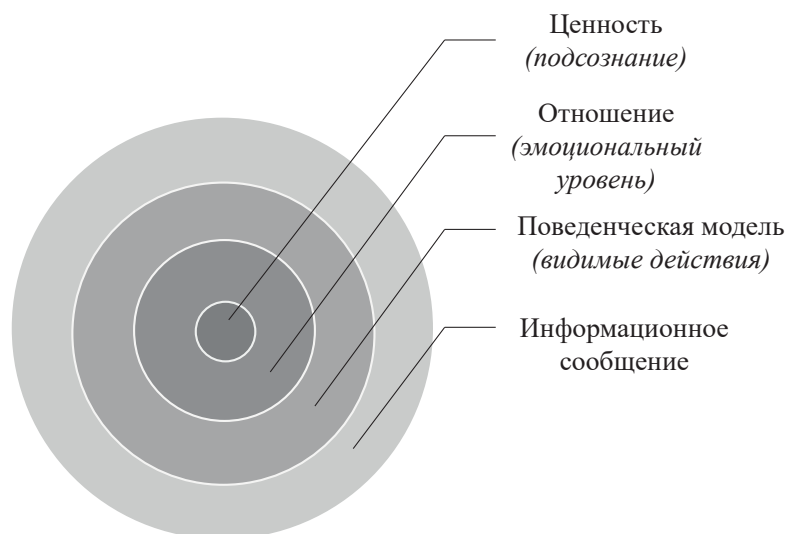 Ценность
(подсознание)
Отношение
(эмоциональный
уровень)
Поведенческая модель
(видимые действия)
Информационное
сообщение